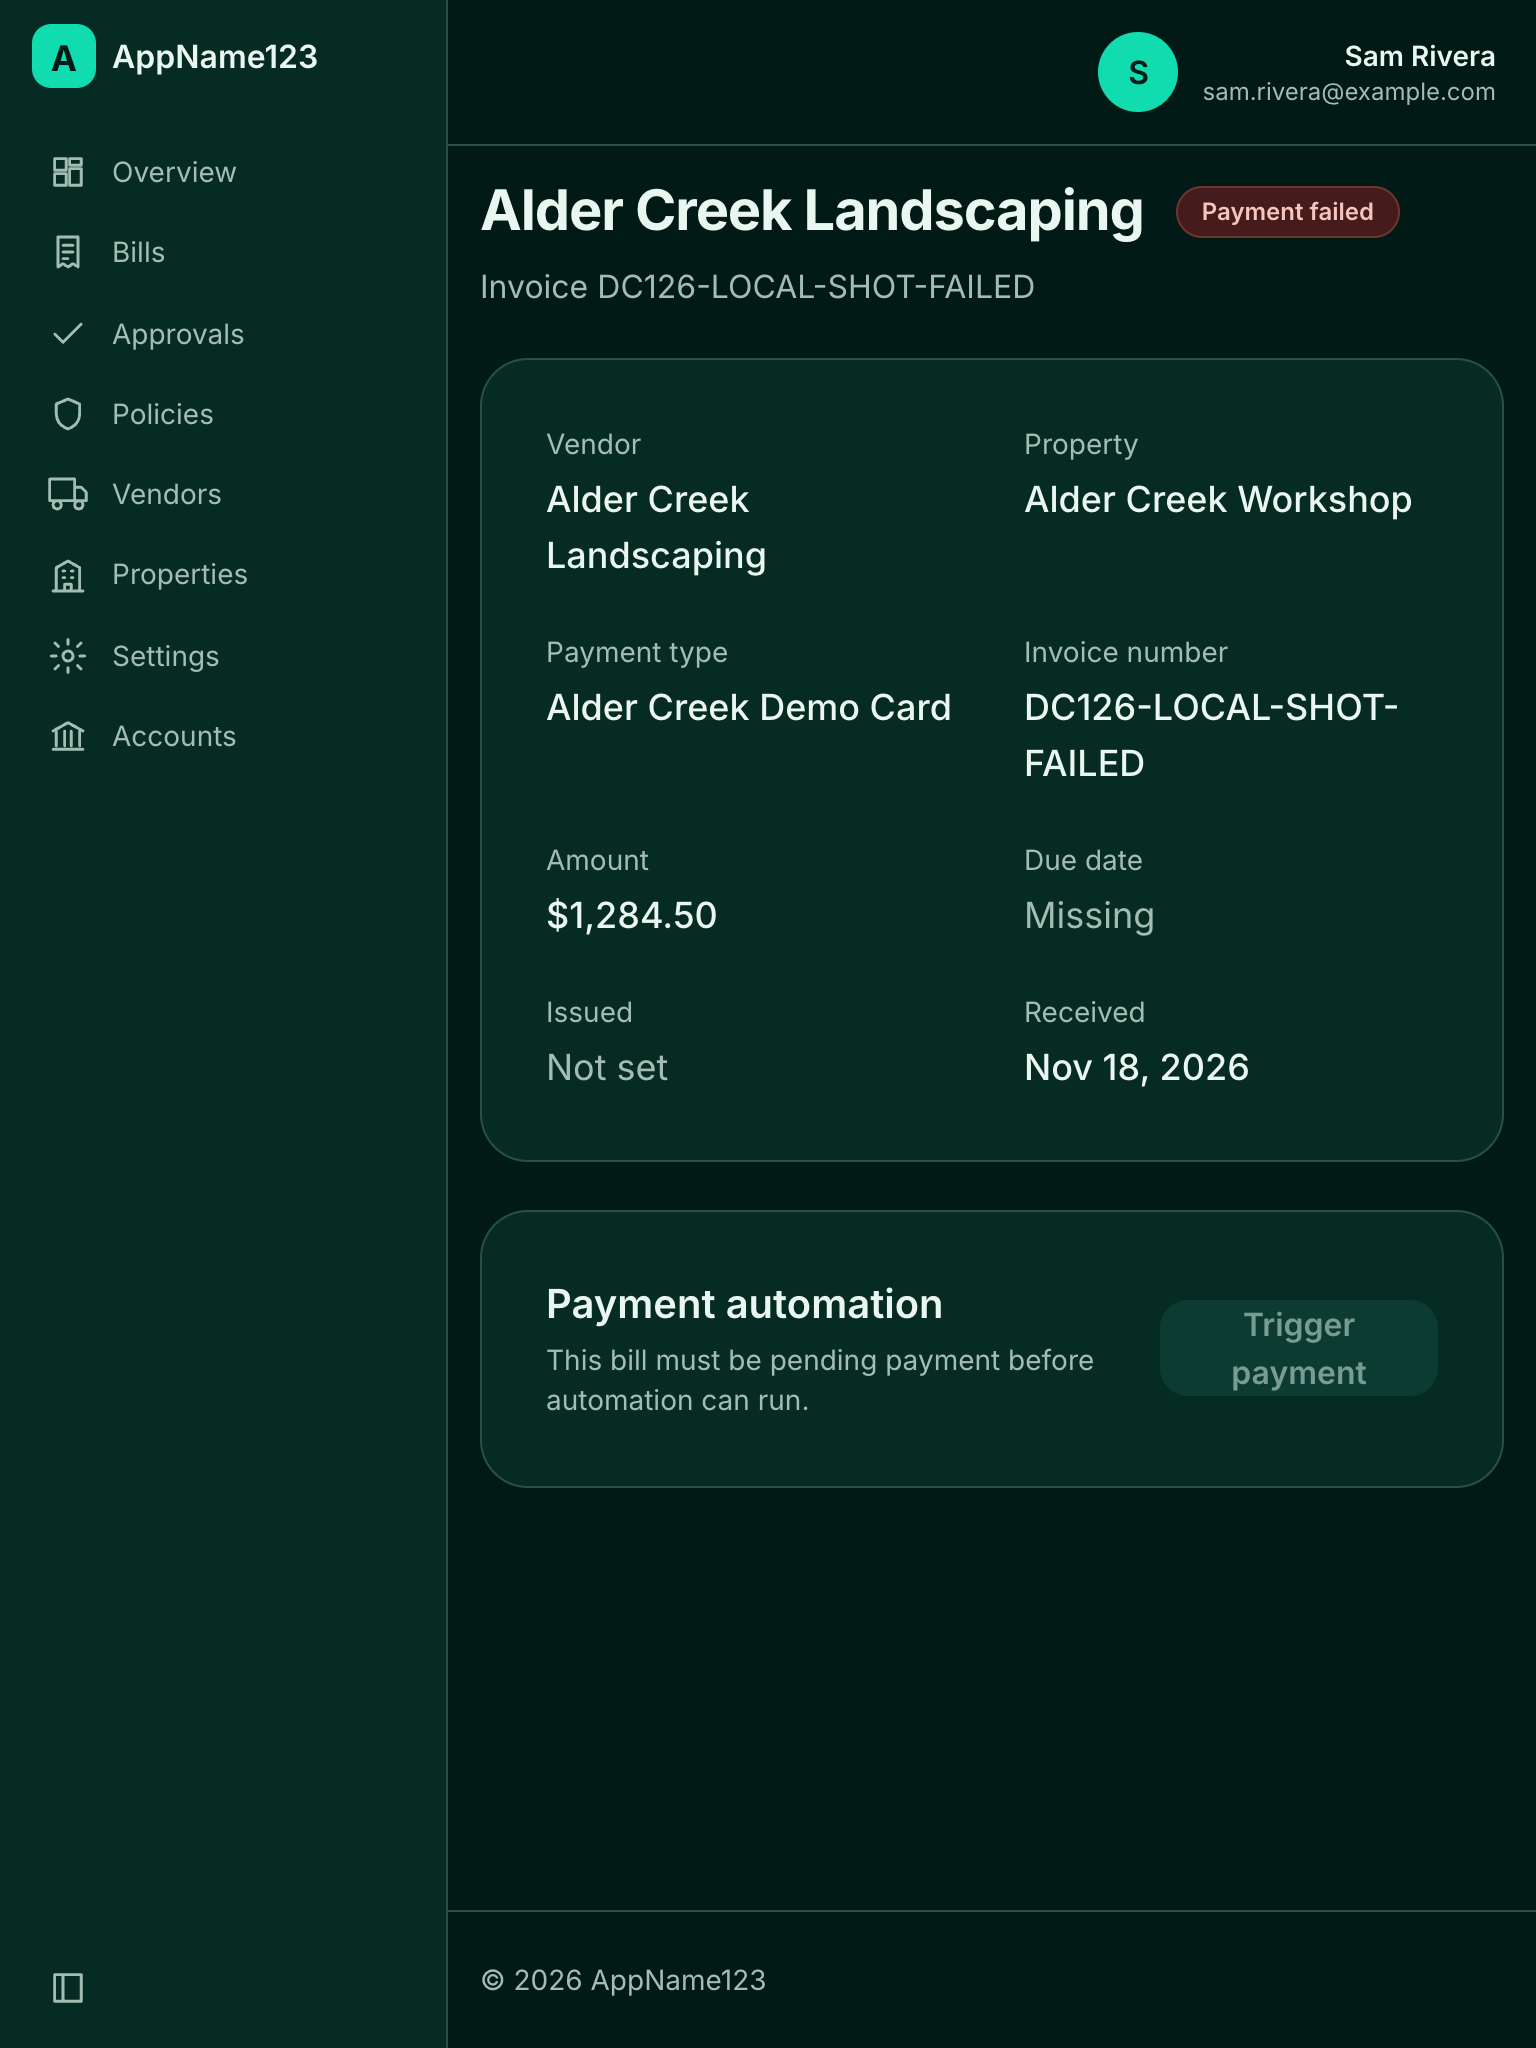 A
AppName123
S
Sam Rivera
sam.rivera@example.com
Overview
Bills
Approvals
Policies
Vendors
Properties
Settings
Accounts
Alder Creek Landscaping
Payment failed
Invoice DC126-LOCAL-SHOT-FAILED
Vendor
Alder Creek
Landscaping
Property
Alder Creek Workshop
Payment type
Alder Creek Demo Card
Invoice number
DC126-LOCAL-SHOT-
FAILED
Amount
$1,284.50
Due date
Missing
Issued
Not set
Received
Nov 18, 2026
Payment automation
This bill must be pending payment before
automation can run.
Trigger
payment
© 2026 AppName123